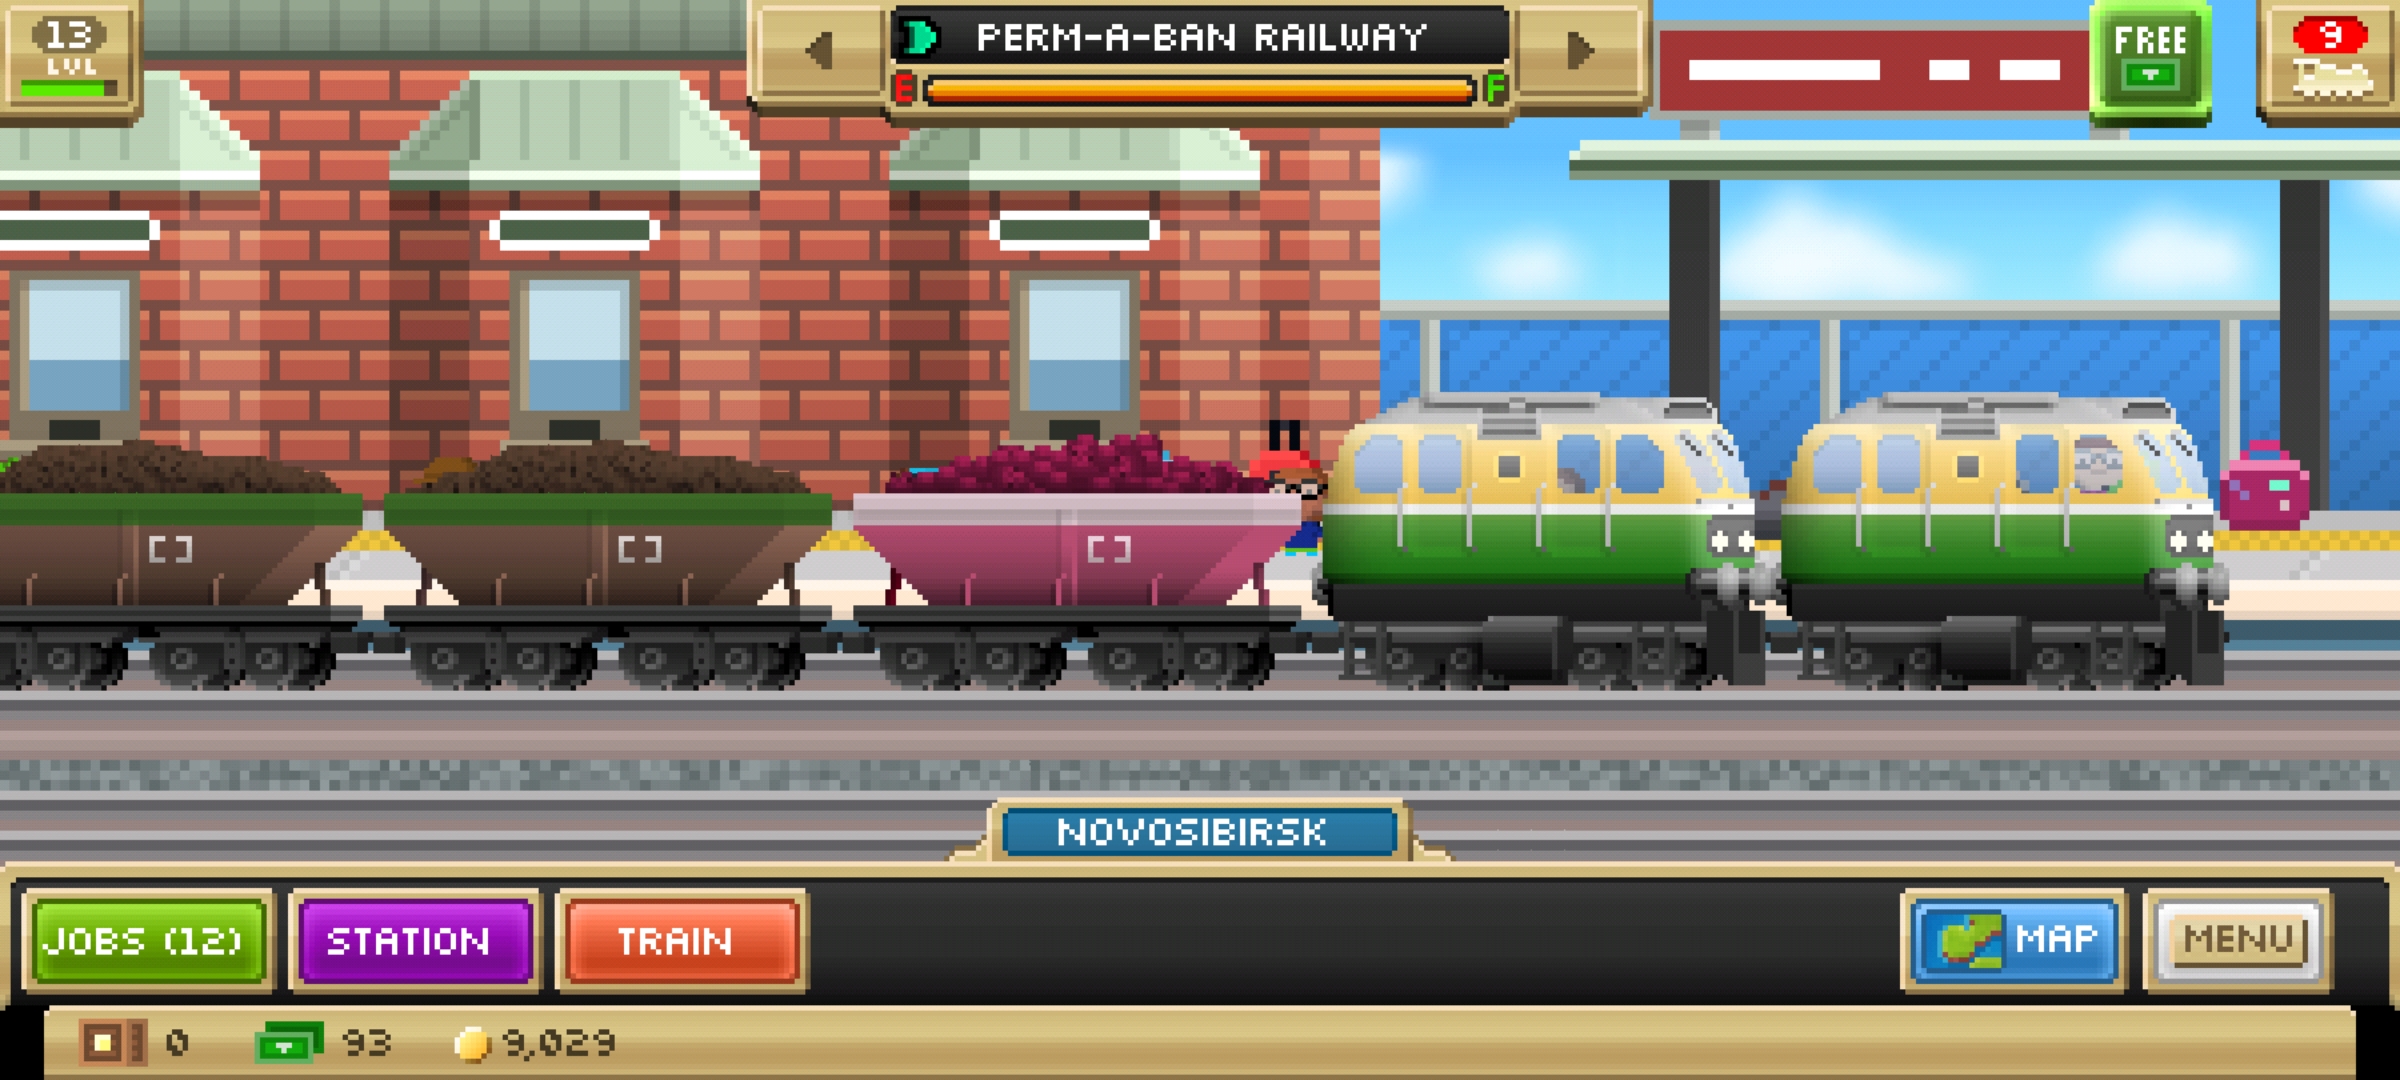 13
LVL
PERM-A-BAN RAILWAY
E F
FREE
9
NOVOSIBIRSK
JOBS (12)
STATION
TRAIN
MAP
MENU
0
93
9,029